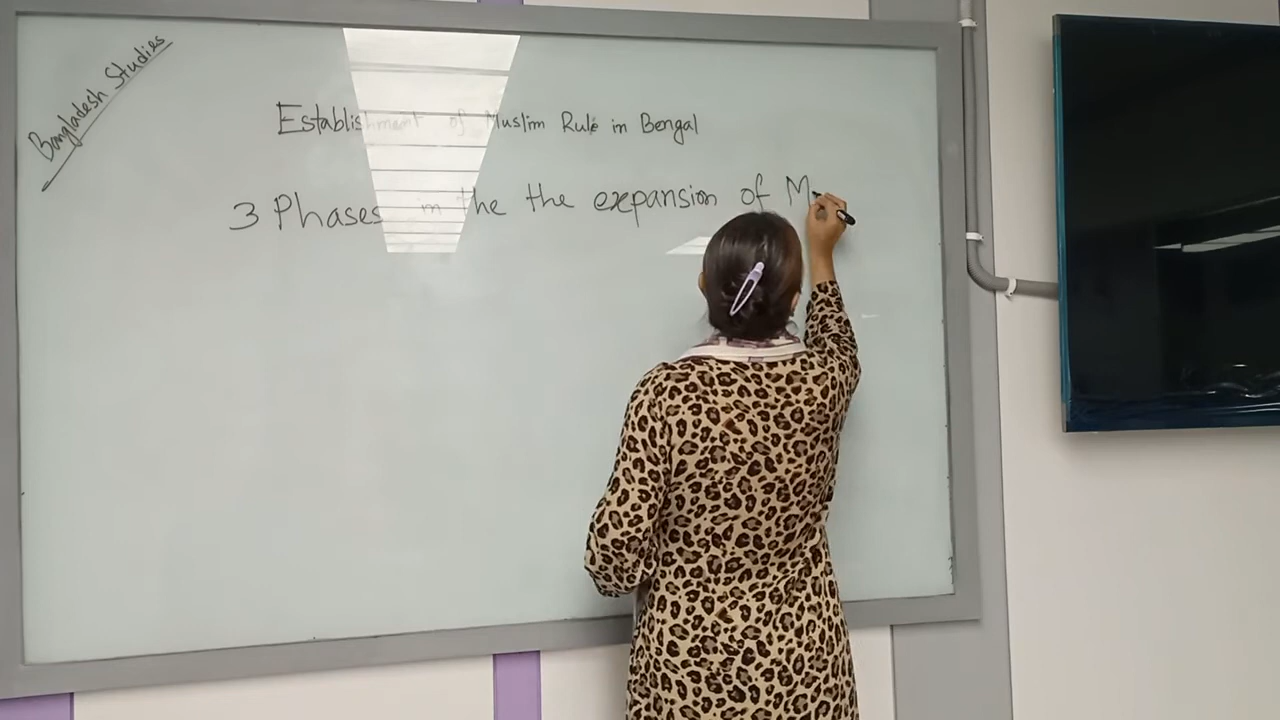 Bangladesh Studies
Establishment of Muslim Rule in Bengal
3 Phases in the the expansion of M